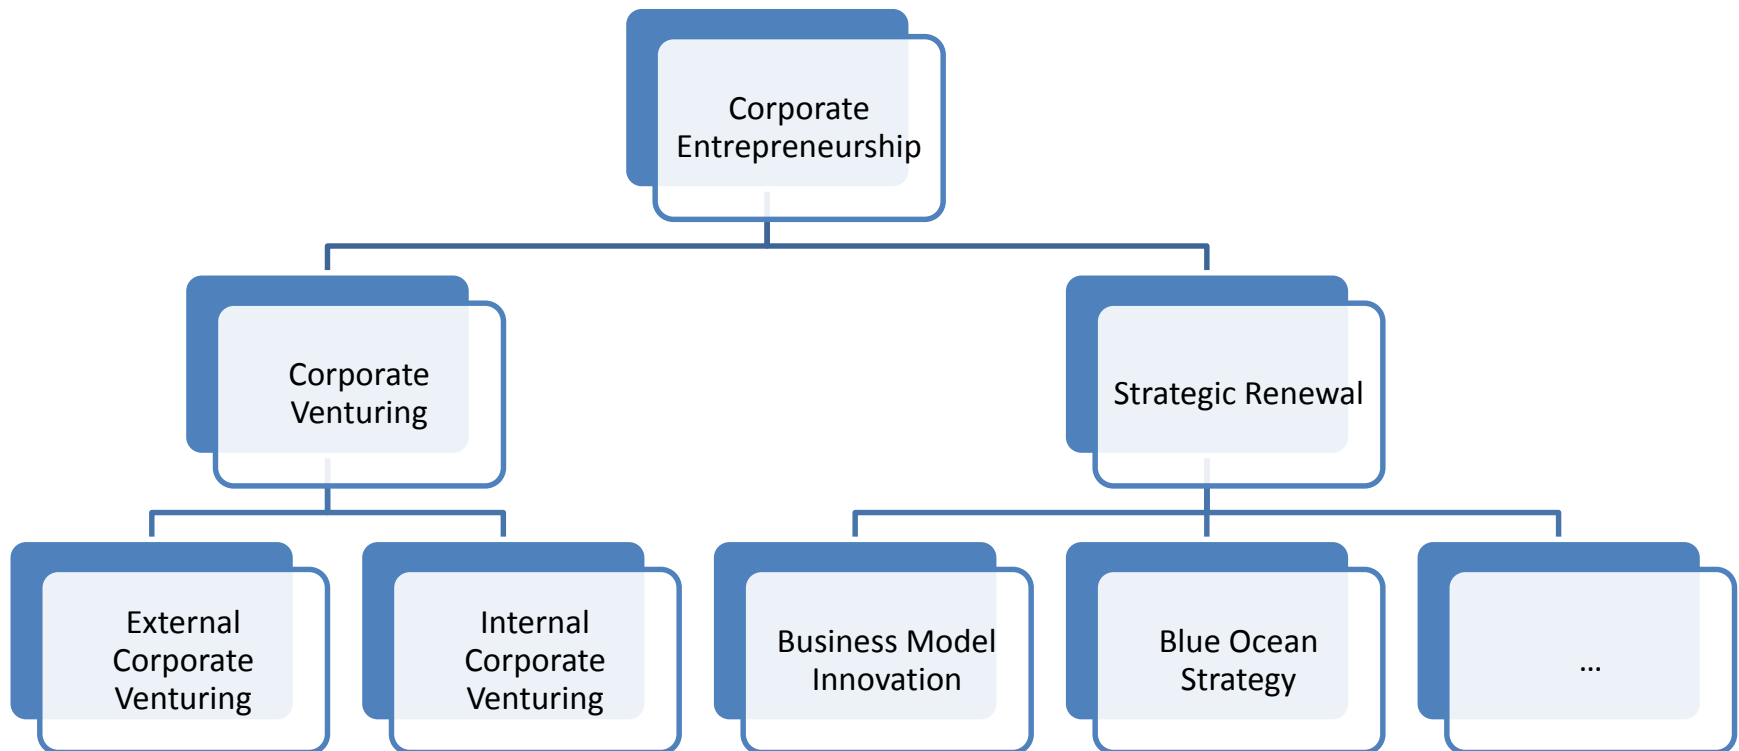 Corporate
Entrepreneurship
Corporate
Venturing
Strategic Renewal
External
Corporate
Venturing
Internal
Corporate
Venturing
Business Model
Innovation
Blue Ocean
Strategy
...